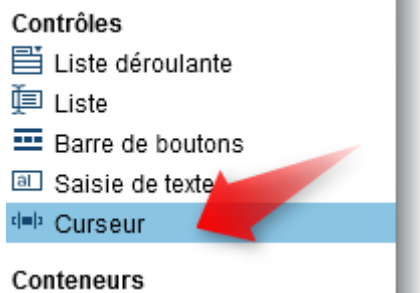 Contrôles
Liste déroulante
Liste
Barre de boutons
Saisie de texte
Curseur
Conteneurs